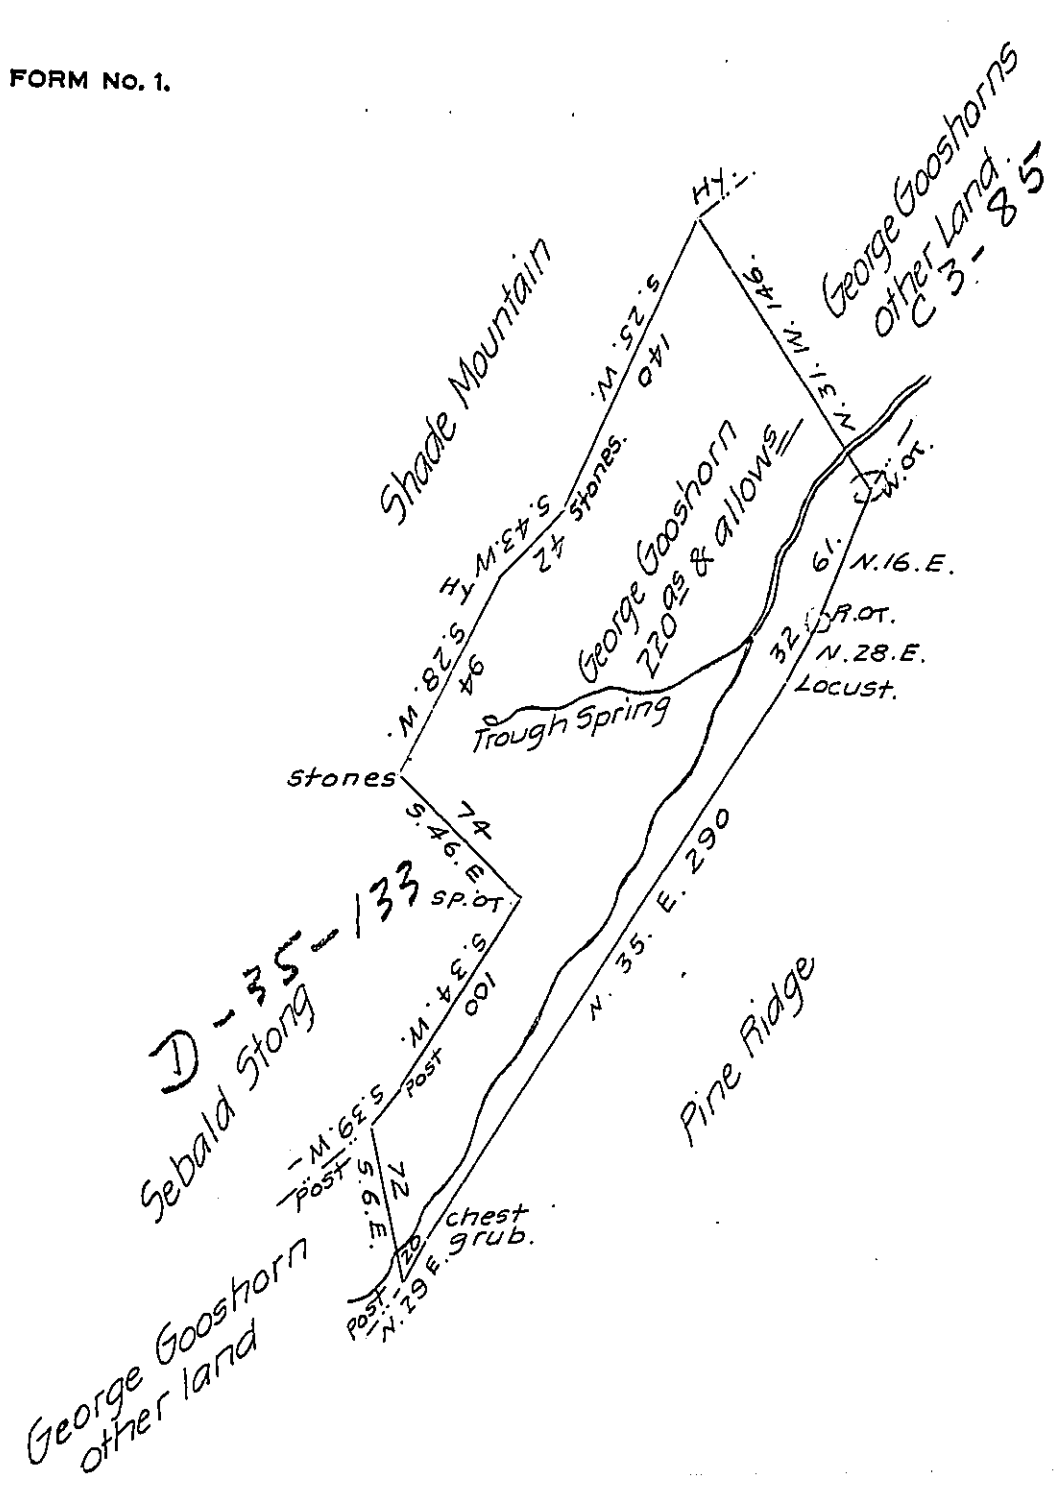 FORM No. 1.
George Gooshorns
other Land.
C 3-85
HY.
Shade Mountain
S. 25. W.
140
N. 31. W. 146.
Stones.
S. 43. W
42
TH
George Gooshorn
220 as & allows
W.OT.
61.
N.16.E.
R.OT.
32
N.28.E.
Locust.
S. 28. W.
94
Trough Spring
Stones
74
S. 46. E.
SP.OT
D-35-133
Sebald Stong
S. 34. W.
100
N. 35. E. 290
Pine Ridge
Post
S. 39. W.
Post
72
S. 6. E.
chest
grub.
20
Post
N. 29 E.
George Gooshorn
other land